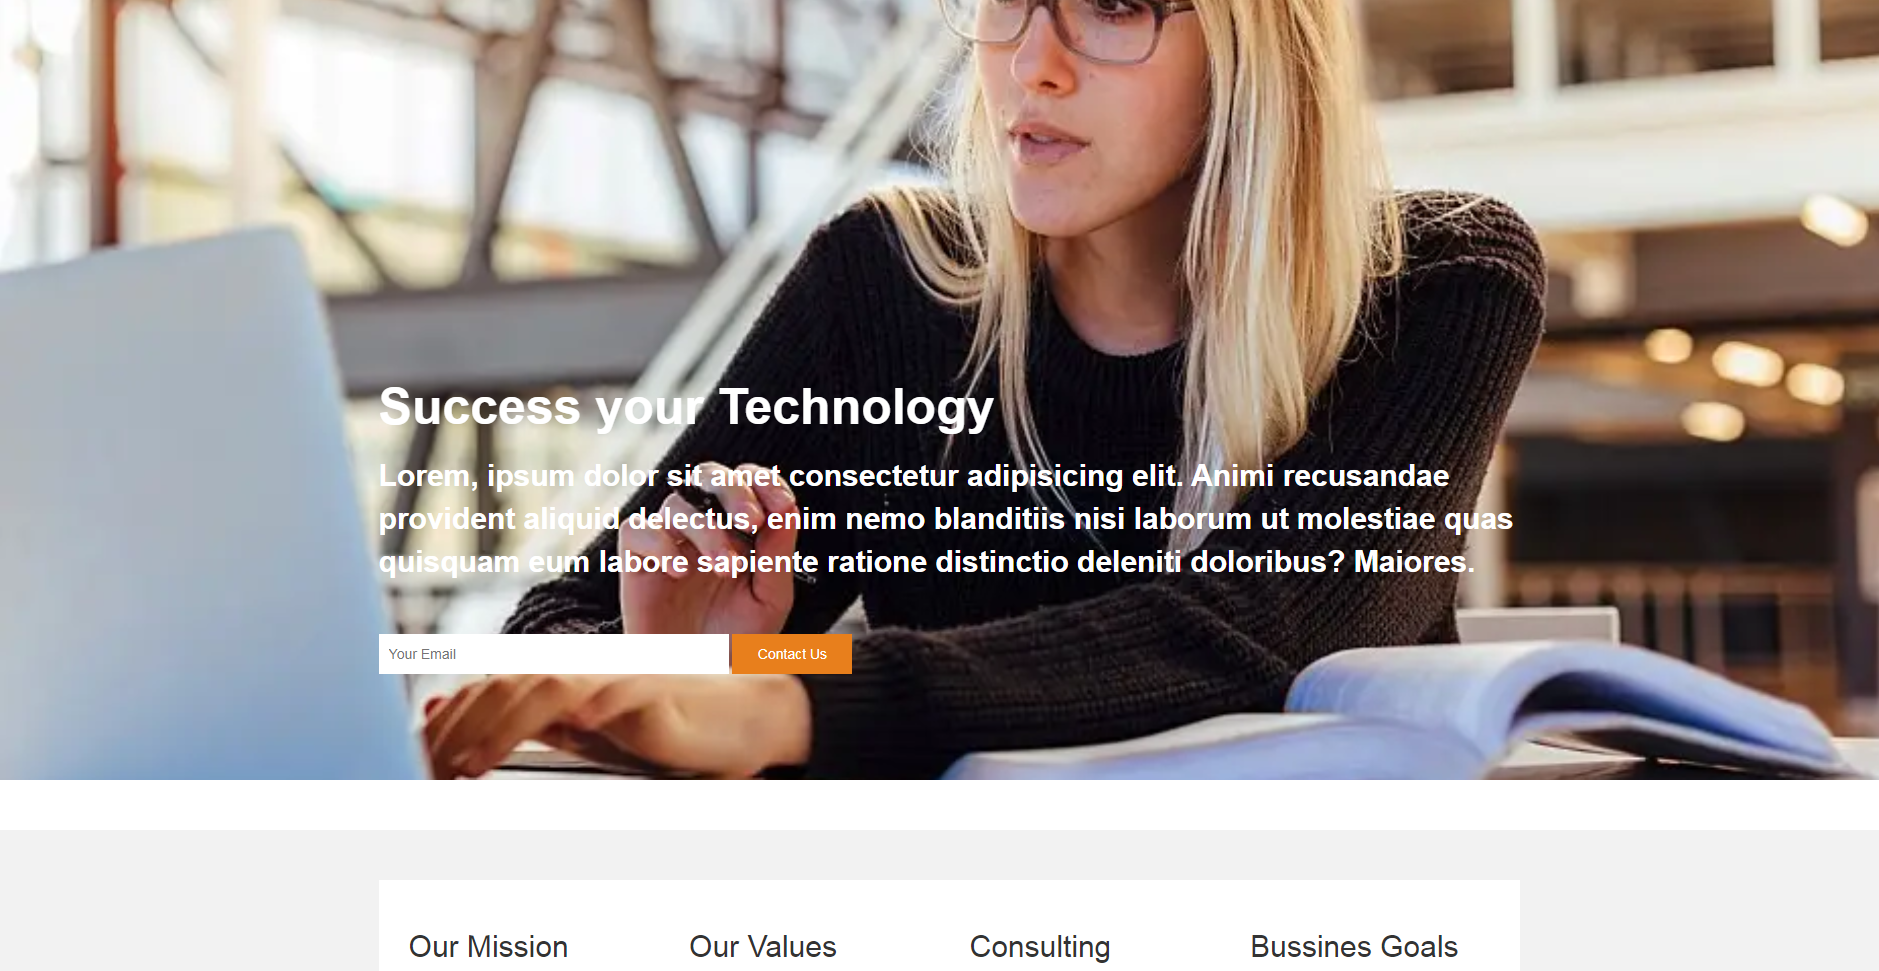 Success your Technology
Lorem, ipsum dolor sit amet consectetur adipisicing elit. Animi recusandae
provident aliquid delectus, enim nemo blanditiis nisi laborum ut molestiae quas
quisquam eum labore sapiente ratione distinctio deleniti doloribus? Maiores.
Your Email
Contact Us
Our Mission
Our Values
Consulting
Bussines Goals